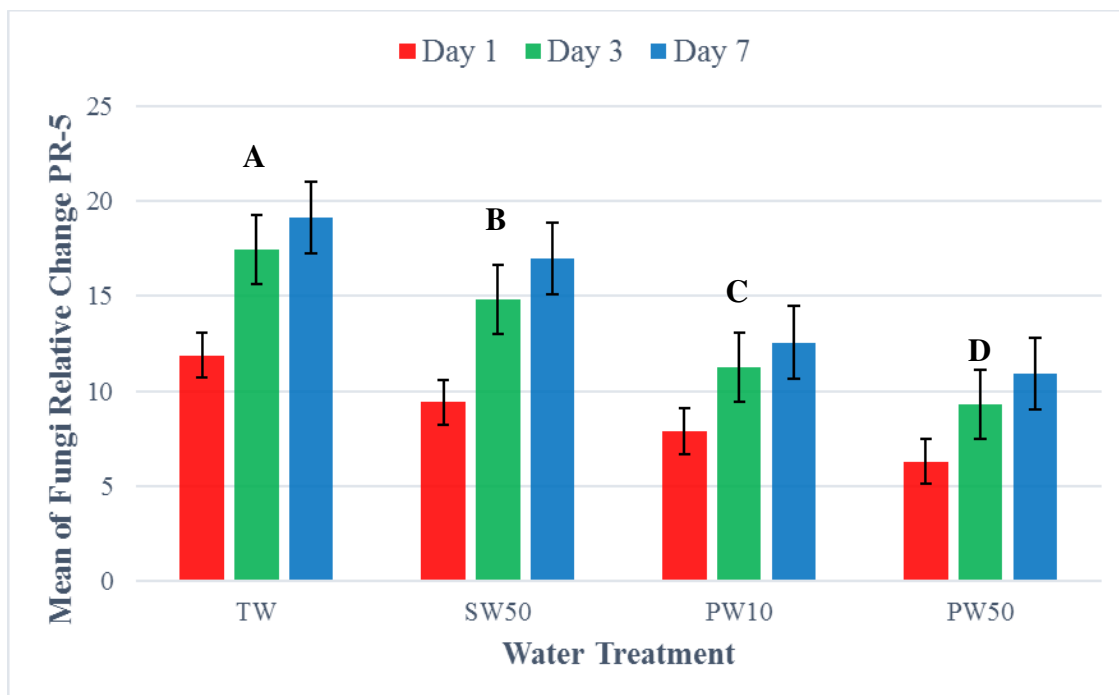 Day 1 Day 3 Day 7
Mean of Fungi Relative Change PR-5
25
20
15
10
5
0
A
B
C
D
TW SW50 PW10 PW50
Water Treatment